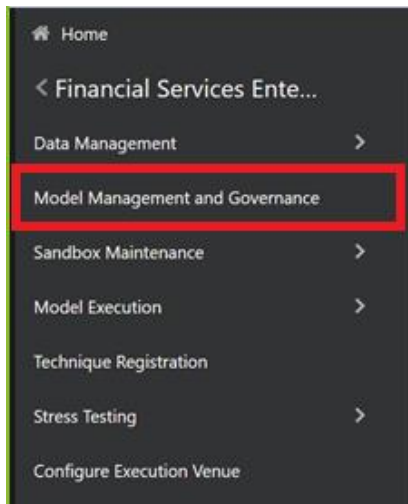 Home
< Financial Services Ente...
Data Management >
Model Management and Governance
Sandbox Maintenance >
Model Execution >
Technique Registration
Stress Testing >
Configure Execution Venue